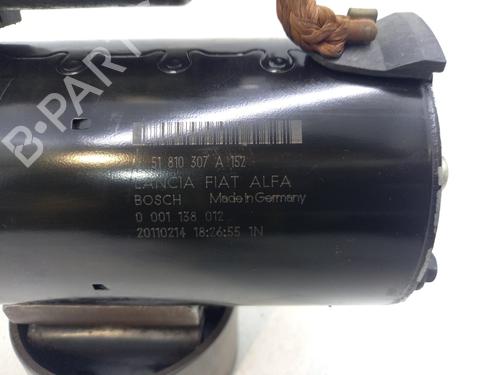 B-PARTS
51 810 307 A 152
LANCIA FIAT ALFA
BOSCH Made in Germany
0 001 138 012
20110214 18:26:55 1N